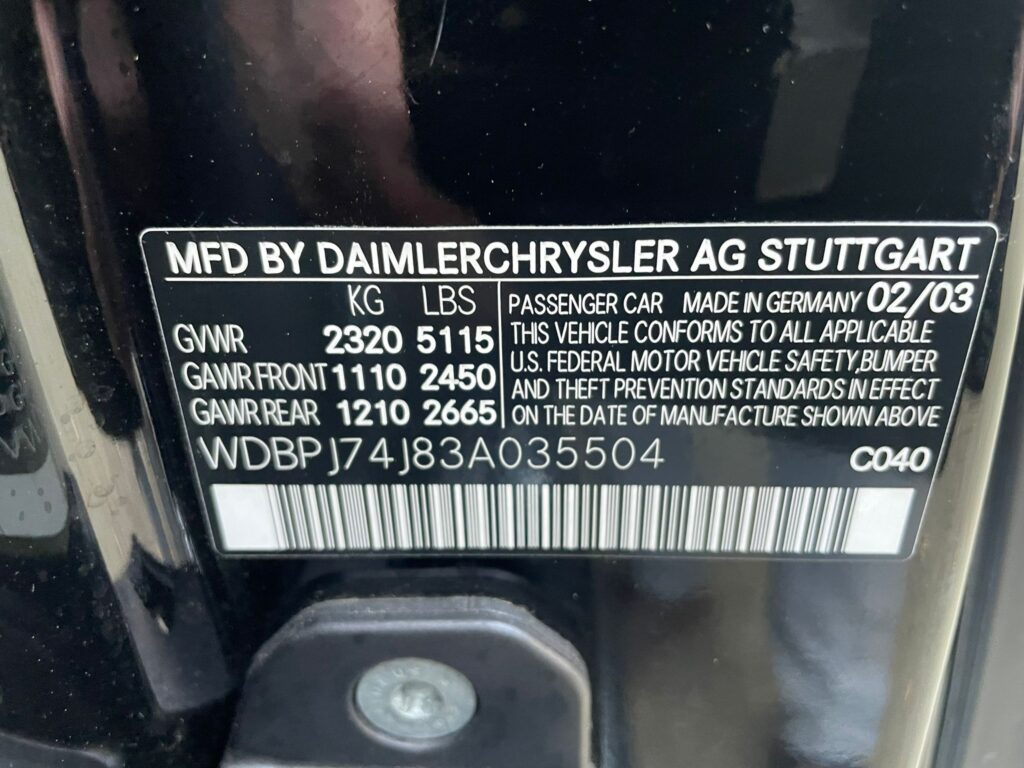 MFD BY DAIMLERCHRYSLER AG STUTTGART
KG LBS
GVWR 2320 5115
GAWR FRONT 1110 2450
GAWR REAR 1210 2665
PASSENGER CAR MADE IN GERMANY 02/03
THIS VEHICLE CONFORMS TO ALL APPLICABLE
U.S. FEDERAL MOTOR VEHICLE SAFETY,BUMPER
AND THEFT PREVENTION STANDARDS IN EFFECT
ON THE DATE OF MANUFACTURE SHOWN ABOVE
WDBPJ74J83A035504
C040